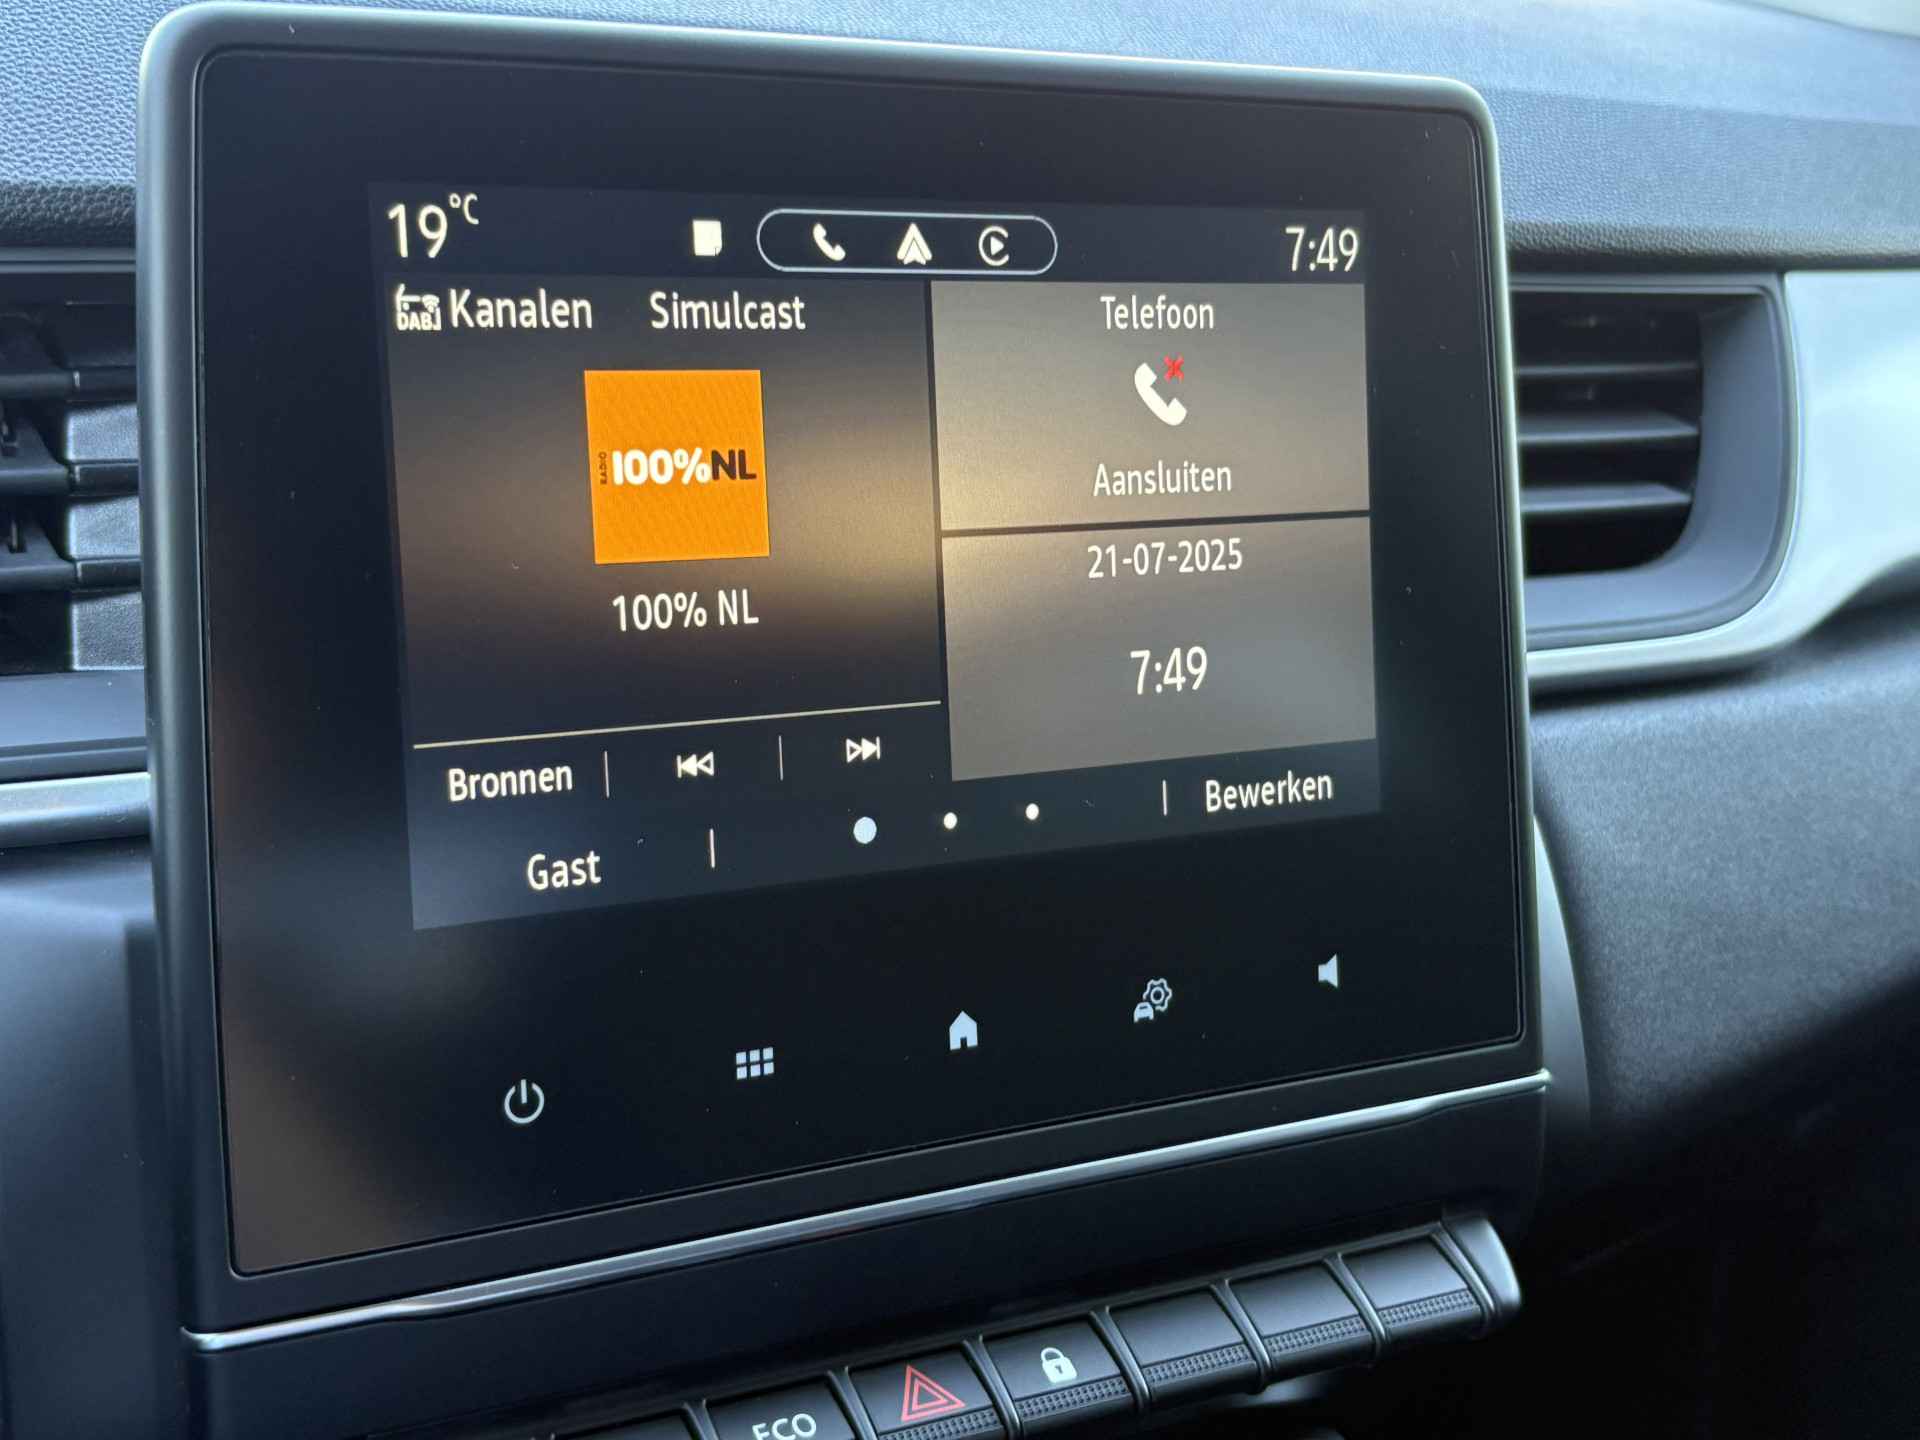 19°C
7:49
DAB Kanalen Simulcast
Telefoon
RADIO 100%NL
Aansluiten
100% NL
21-07-2025
7:49
Bronnen
Gast
Bewerken
ECO